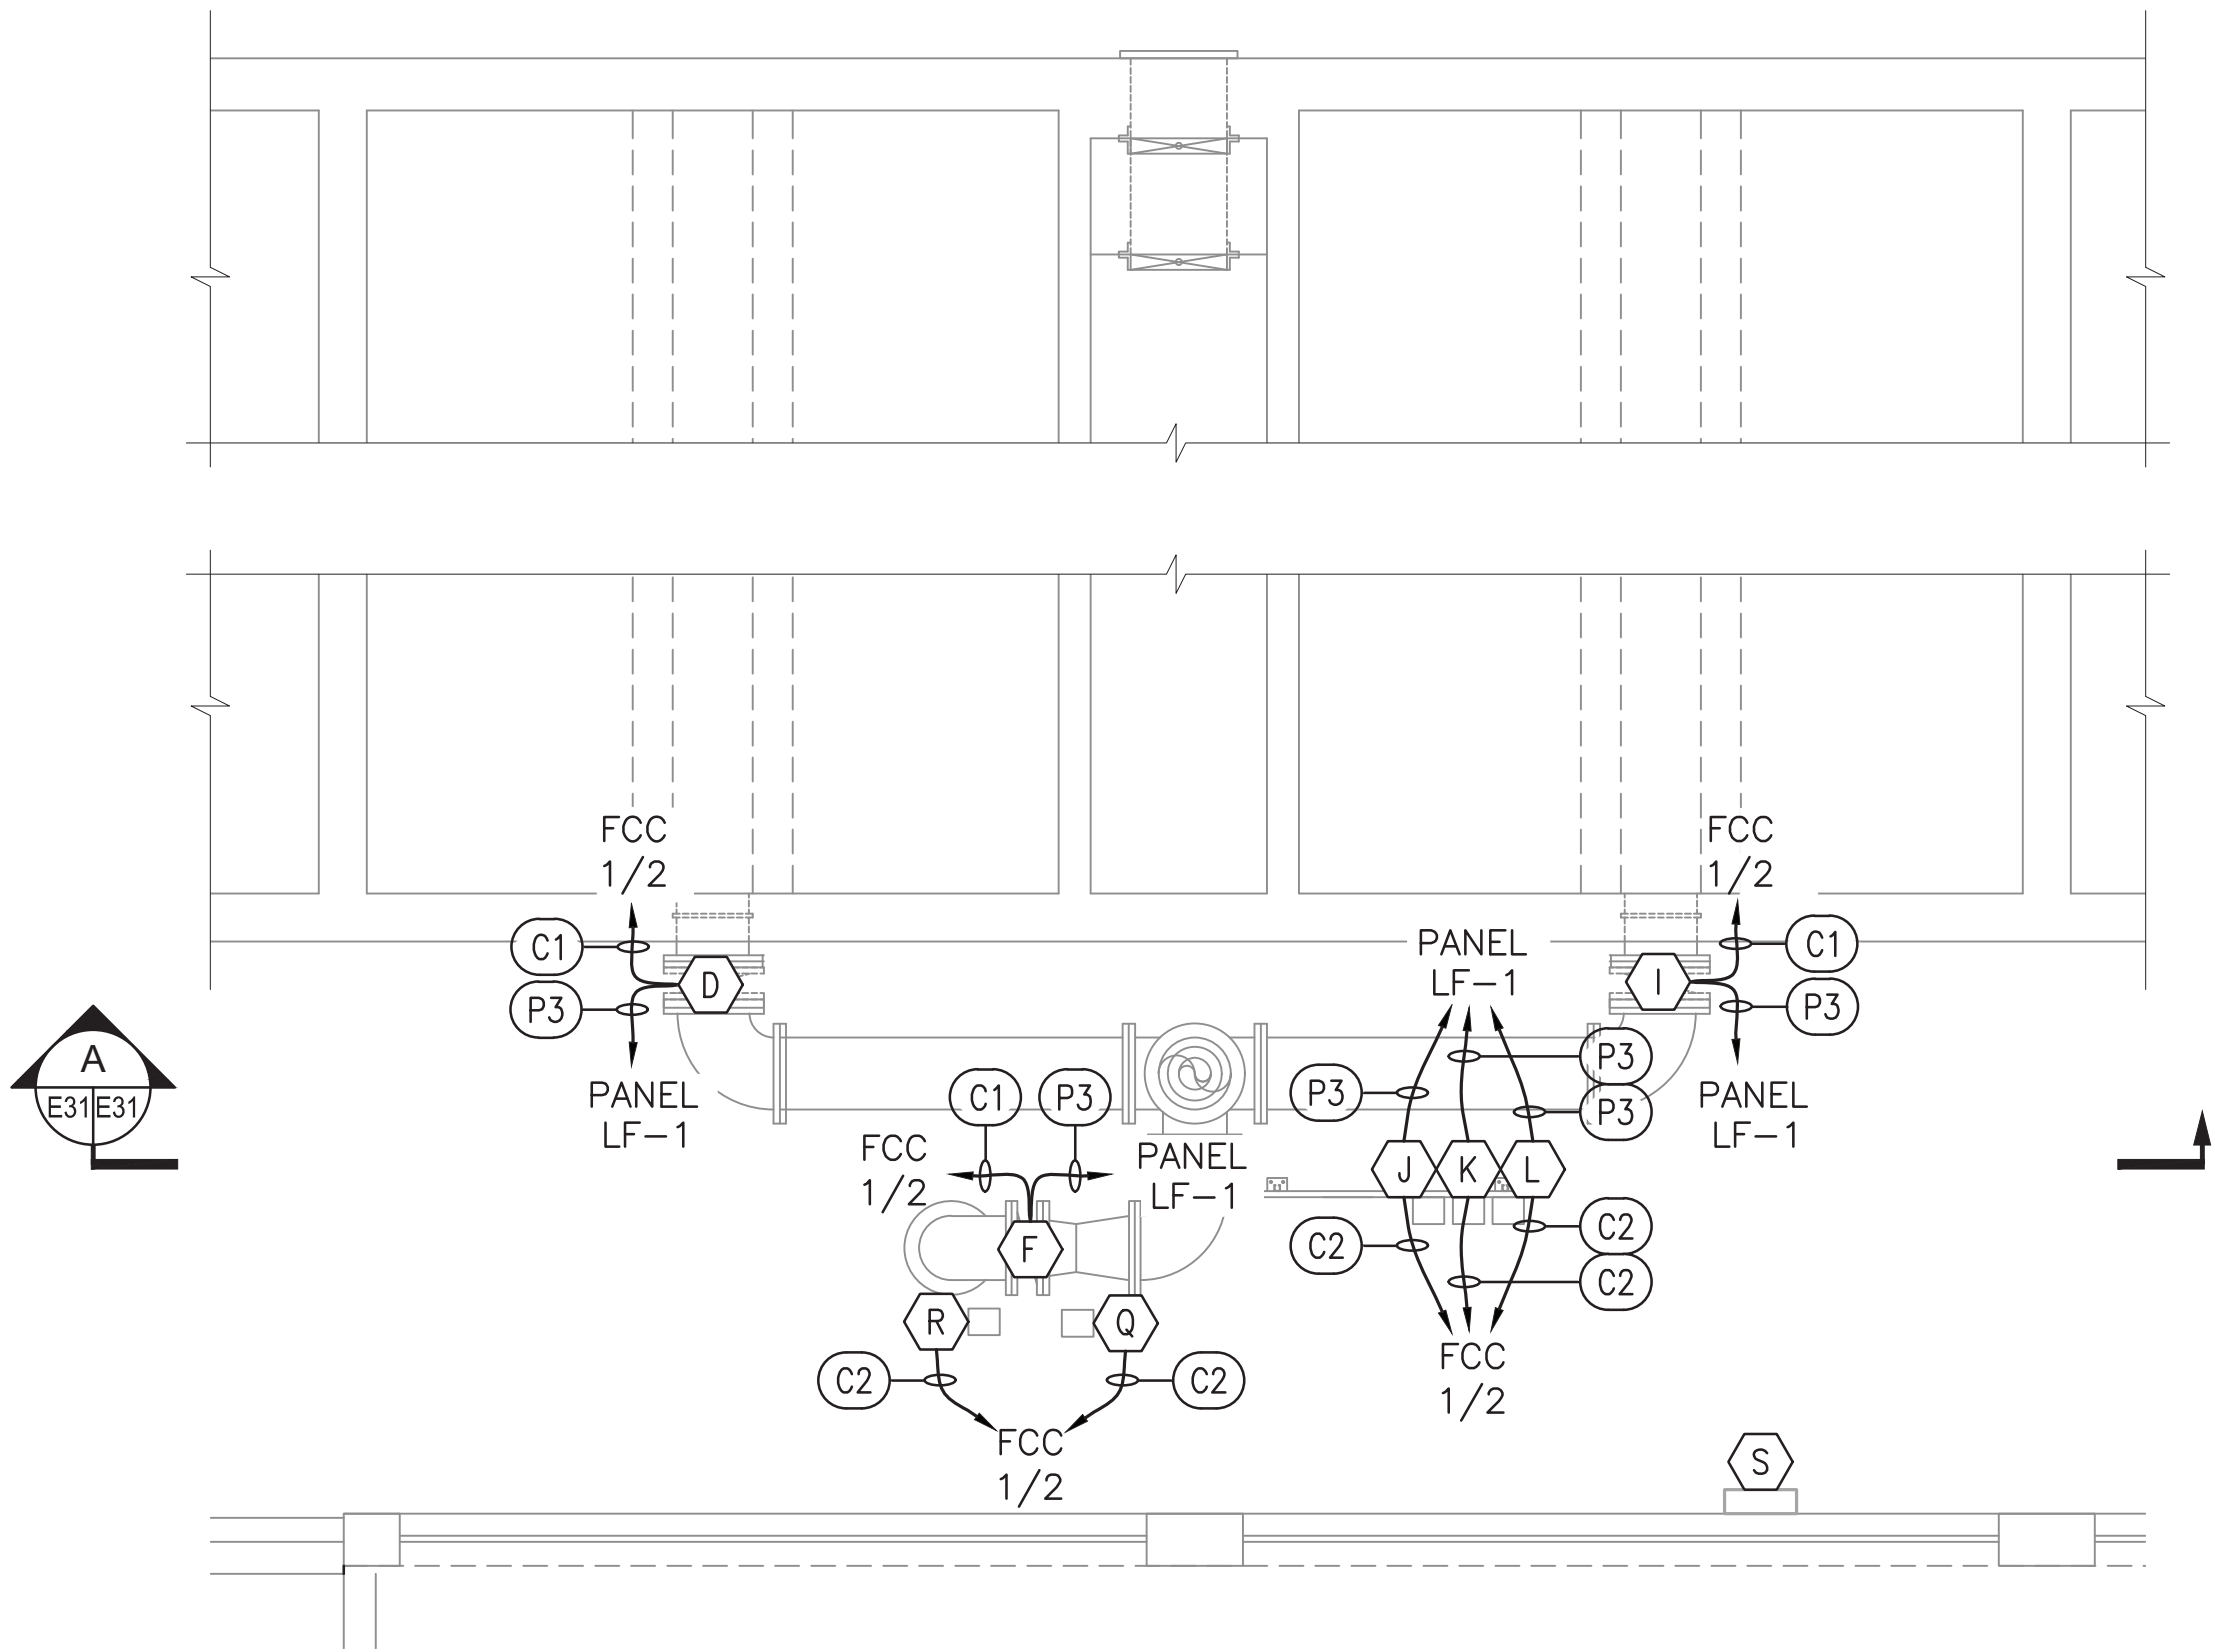 FCC
1/2
FCC
1/2
C1
D
P3
PANEL
LF-1
PANEL
LF-1
I
C1
P3
PANEL
LF-1
A
E31 E31
C1
P3
FCC
1/2
PANEL
LF-1
F
P3
P3
P3
J
K
L
C2
C2
C2
FCC
1/2
R
Q
C2
C2
FCC
1/2
S